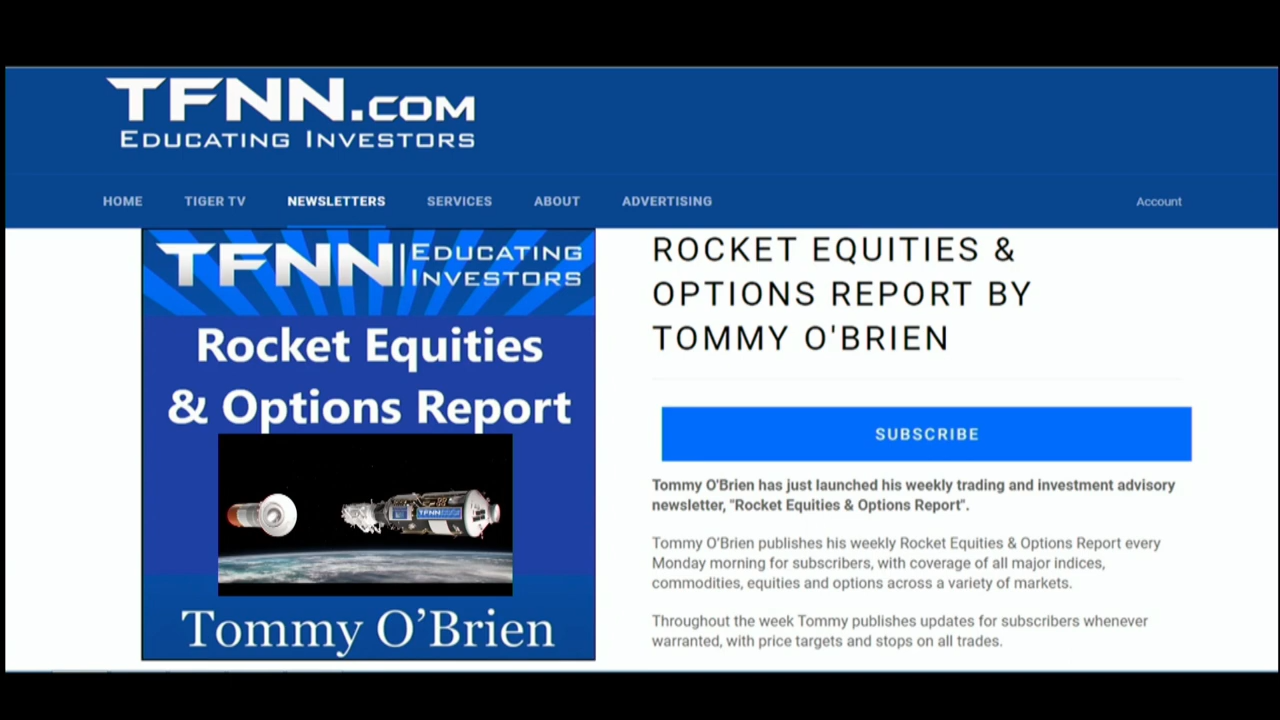 TFNN.COM
EDUCATING INVESTORS
HOME TIGER TV NEWSLETTERS SERVICES ABOUT ADVERTISING Account
TFNN EDUCATING
INVESTORS
Rocket Equities
& Options Report
TFNN
Tommy O'Brien
ROCKET EQUITIES &
OPTIONS REPORT BY
TOMMY O'BRIEN
SUBSCRIBE
Tommy O'Brien has just launched his weekly trading and investment advisory
newsletter, "Rocket Equities & Options Report".
Tommy O'Brien publishes his weekly Rocket Equities & Options Report every
Monday morning for subscribers, with coverage of all major indices,
commodities, equities and options across a variety of markets.
Throughout the week Tommy publishes updates for subscribers whenever
warranted, with price targets and stops on all trades.